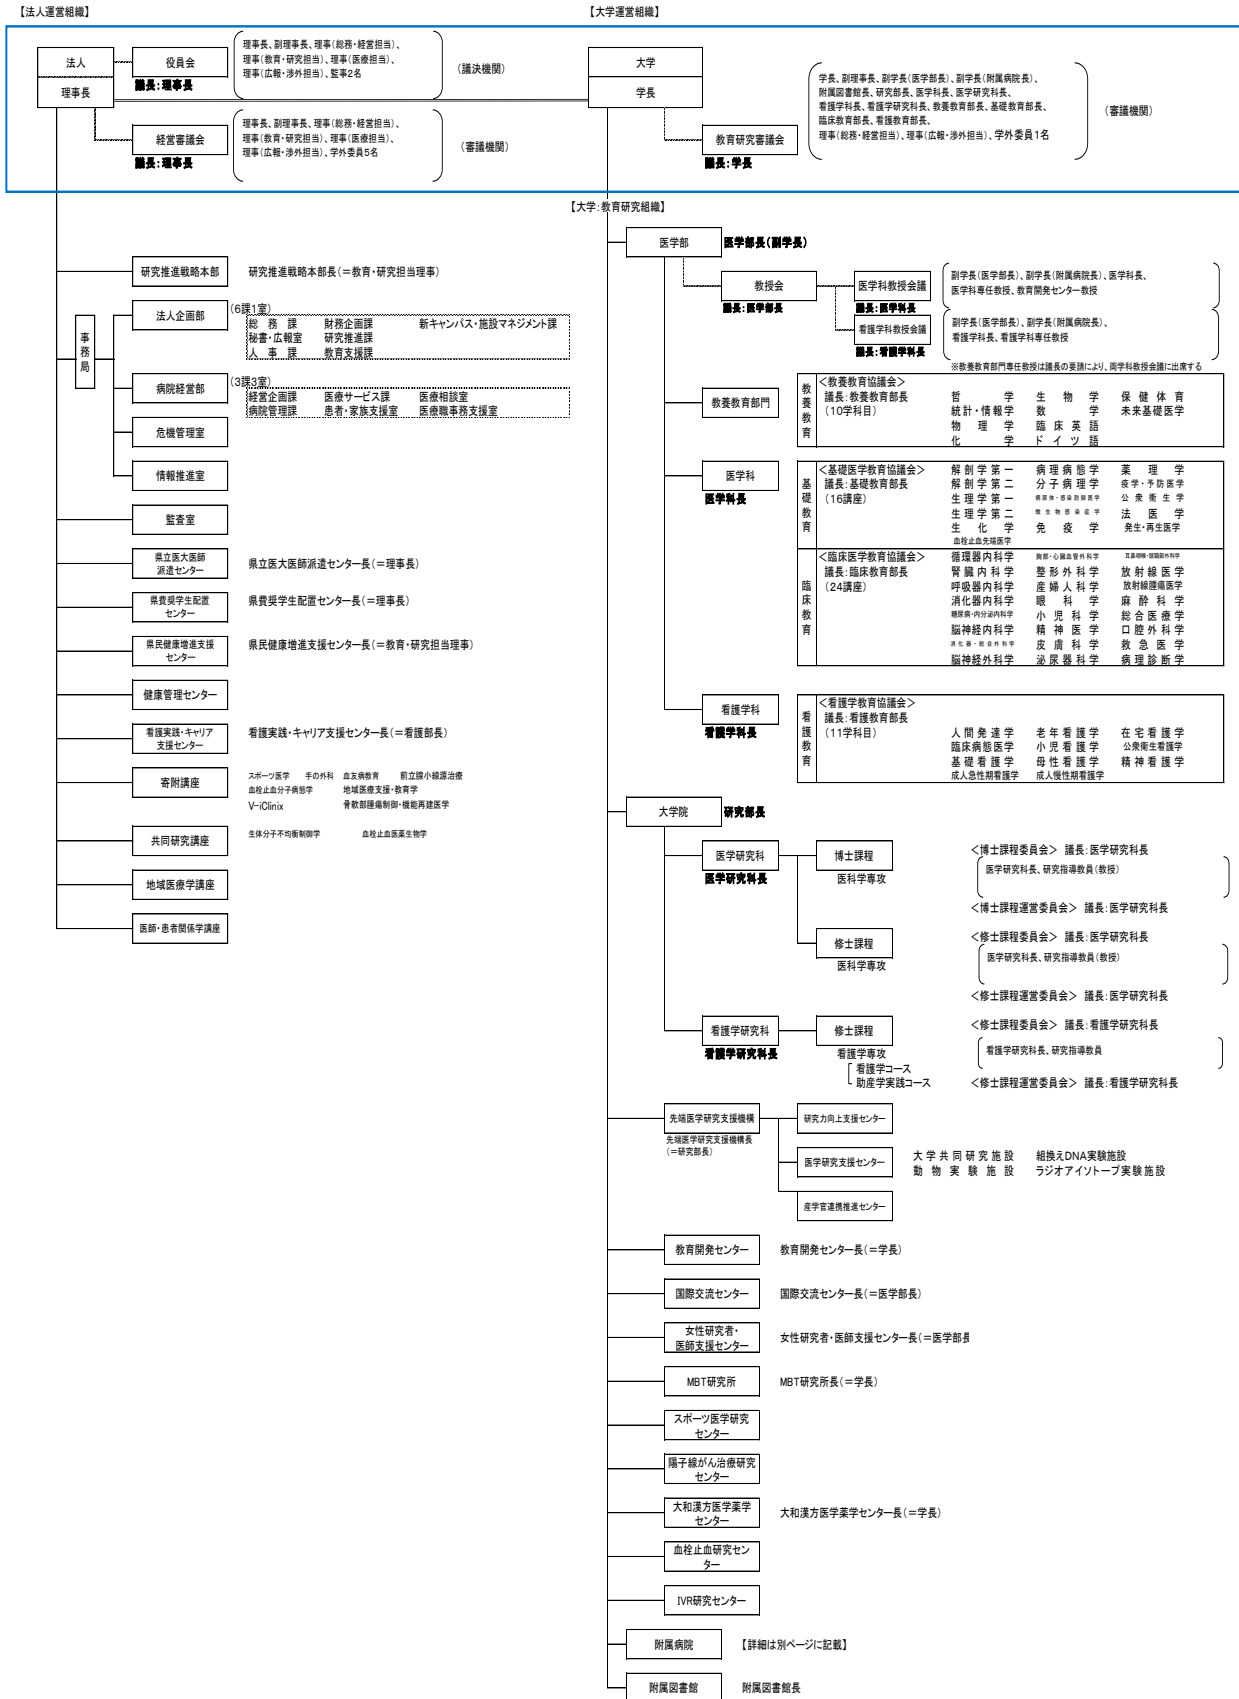 【法人運営組織】
【大学運営組織】
法人
理事長
役員会
議長:理事長
理事長、副理事長、理事(総務・経営担当)、
理事(教育・研究担当)、理事(医療担当)、
理事(広報・渉外担当)、監事2名
(議決機関)
経営審議会
議長:理事長
理事長、副理事長、理事(総務・経営担当)、
理事(教育・研究担当)、理事(医療担当)、
理事(広報・渉外担当)、学外委員5名
(審議機関)
大学
学長
教育研究審議会
議長:学長
学長、副理事長、副学長(医学部長)、副学長(附属病院長)、
附属図書館長、研究部長、医学科長、医学研究科長、
看護学科長、看護学研究科長、教養教育部長、基礎教育部長、
臨床教育部長、看護教育部長、
理事(総務・経営担当)、理事(広報・渉外担当)、学外委員1名
(審議機関)
【大学:教育研究組織】
研究推進戦略本部 研究推進戦略本部長(=教育・研究担当理事)
事務局
法人企画部
(6課1室)
総務課 財務企画課 新キャンパス・施設マネジメント課
秘書・広報室 研究推進課
人事課 教育支援課
病院経営部
(3課3室)
経営企画課 医療サービス課 医療相談室
病院管理課 患者・家族支援室 医療職事務支援室
危機管理室
情報推進室
監査室
県立医大医師
派遣センター
県立医大医師派遣センター長(=理事長)
県費奨学生配置
センター
県費奨学生配置センター長(=理事長)
県民健康増進支援
センター
県民健康増進支援センター長(=教育・研究担当理事)
健康管理センター
看護実践・キャリア
支援センター
看護実践・キャリア支援センター長(=看護部長)
寄附講座
スポーツ医学 手の外科 血友病教育 前立腺小線源治療
血栓止血分子病態学 地域医療支援・教育学
V-iClinix 骨軟部腫瘍制御・機能再建医学
共同研究講座
生体分子不均衡制御学 血栓止血医薬生物学
地域医療学講座
医師・患者関係学講座
医学部 医学部長(副学長)
教授会
議長:医学部長
医学科教授会議
議長:医学科長
副学長(医学部長)、副学長(附属病院長)、医学科長、
医学科専任教授、教育開発センター教授
看護学科教授会議
議長:看護学科長
副学長(医学部長)、副学長(附属病院長)、
看護学科長、看護学科専任教授
※教養教育部門専任教授は議長の要請により、両学科教授会議に出席する
教養教育部門
教養教育
<教養教育協議会>
議長:教養教育部長
(10学科目)
哲学 生物学 保健体育
統計・情報学 数学 未来基礎医学
物理学 臨床英語
化学 ドイツ語
医学科
医学科長
基礎教育
<基礎医学教育協議会>
議長:基礎教育部長
(16講座)
解剖学第一 病理病態学 薬理学
解剖学第二 分子病理学 疫学・予防医学
生理学第一 病原体・感染防御医学 公衆衛生学
生理学第二 微生物感染症学 法医学
生化学 免疫学 発生・再生医学
血栓止血先端医学
臨床教育
<臨床医学教育協議会>
議長:臨床教育部長
(24講座)
循環器内科学 胸部・心臓血管外科学 耳鼻咽喉・頭頸部外科学
腎臓内科学 整形外科学 放射線医学
呼吸器内科学 産婦人科学 放射線腫瘍医学
消化器内科学 眼科学 麻酔科学
糖尿病・内分泌内科学 小児科学 総合医療学
脳神経内科学 精神医学 口腔外科学
消化器・総合外科学 皮膚科学 救急医学
脳神経外科学 泌尿器科学 病理診断学
看護学科
看護学科長
看護教育
<看護学教育協議会>
議長:看護教育部長
(11学科目)
人間発達学 老年看護学 在宅看護学
臨床病態医学 小児看護学 公衆衛生看護学
基礎看護学 母性看護学 精神看護学
成人急性期看護学 成人慢性期看護学
大学院 研究部長
医学研究科
医学研究科長
博士課程
医科学専攻
<博士課程委員会> 議長:医学研究科長
医学研究科長、研究指導教員(教授)
<博士課程運営委員会> 議長:医学研究科長
修士課程
医科学専攻
<修士課程委員会> 議長:医学研究科長
医学研究科長、研究指導教員(教授)
<修士課程運営委員会> 議長:医学研究科長
看護学研究科
看護学研究科長
修士課程
看護学専攻
看護学コース
助産学実践コース
<修士課程委員会> 議長:看護学研究科長
看護学研究科長、研究指導教員
<修士課程運営委員会> 議長:看護学研究科長
先端医学研究支援機構
先端医学研究支援機構長
(=研究部長)
研究力向上支援センター
医学研究支援センター
大学共同研究施設 組換えDNA実験施設
動物実験施設 ラジオアイソトープ実験施設
産学官連携推進センター
教育開発センター 教育開発センター長(=学長)
国際交流センター 国際交流センター長(=医学部長)
女性研究者・
医師支援センター
女性研究者・医師支援センター長(=医学部長
MBT研究所 MBT研究所長(=学長)
スポーツ医学研究
センター
陽子線がん治療研究
センター
大和漢方医学薬学
センター
大和漢方医学薬学センター長(=学長)
血栓止血研究セン
ター
IVR研究センター
附属病院 【詳細は別ページに記載】
附属図書館 附属図書館長